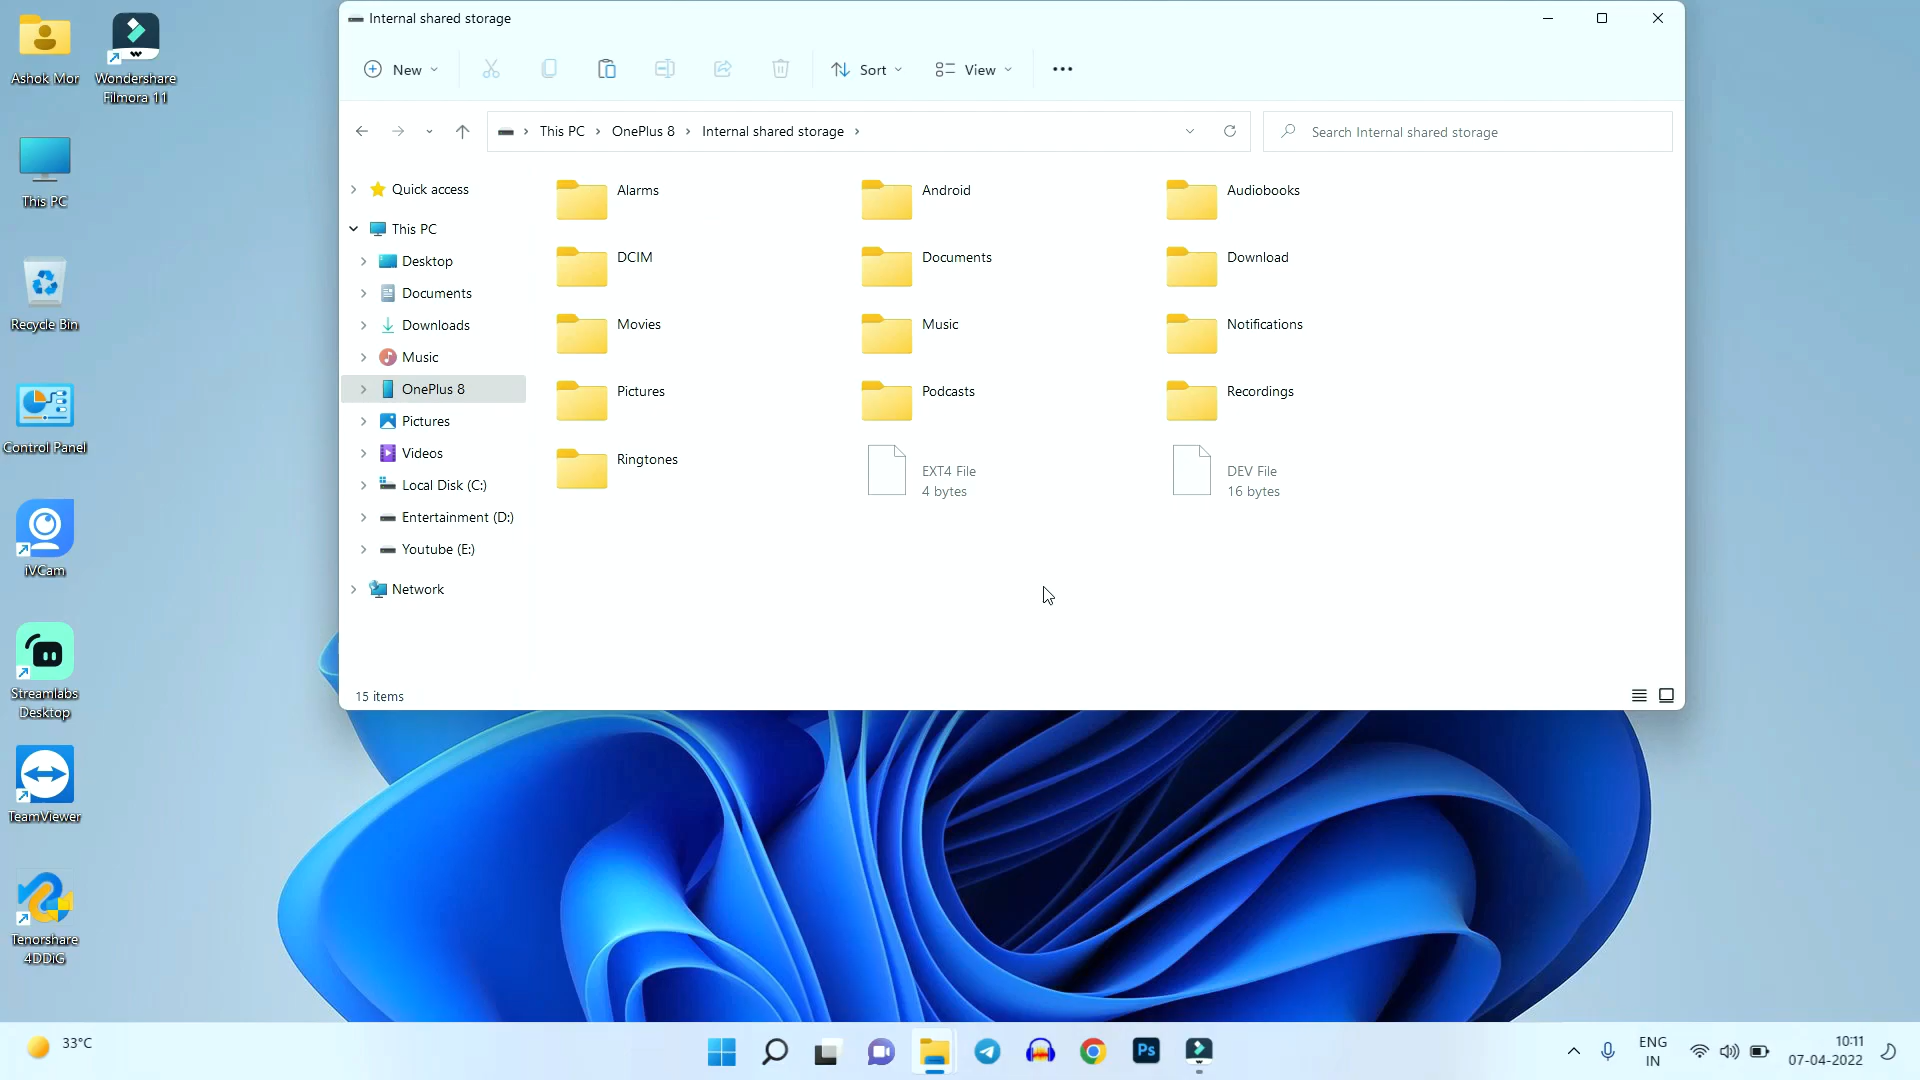 Ashok Mor
Wondershare
Filmora 11
This PC
Recycle Bin
Control Panel
iVCam
Streamlabs
Desktop
TeamViewer
Tenorshare
4DDiG
Internal shared storage
New
Sort
View
This PC
OnePlus 8
Internal shared storage
Search Internal shared storage
Quick access
This PC
Desktop
Documents
Downloads
Music
OnePlus 8
Pictures
Videos
Local Disk (C:)
Entertainment (D:)
Youtube (E:)
Network
Alarms
Android
Audiobooks
DCIM
Documents
Download
Movies
Music
Notifications
Pictures
Podcasts
Recordings
Ringtones
EXT4 File
4 bytes
DEV File
16 bytes
15 items
33°C
Ps
ENG
IN
10:11
07-04-2022